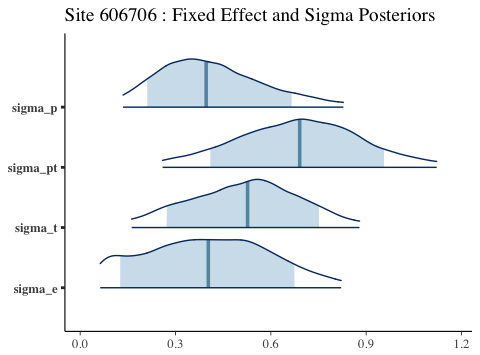 Site 606706 : Fixed Effect and Sigma Posteriors
sigma_p
sigma_pt
sigma_t
sigma_e
0.0 0.3 0.6 0.9 1.2